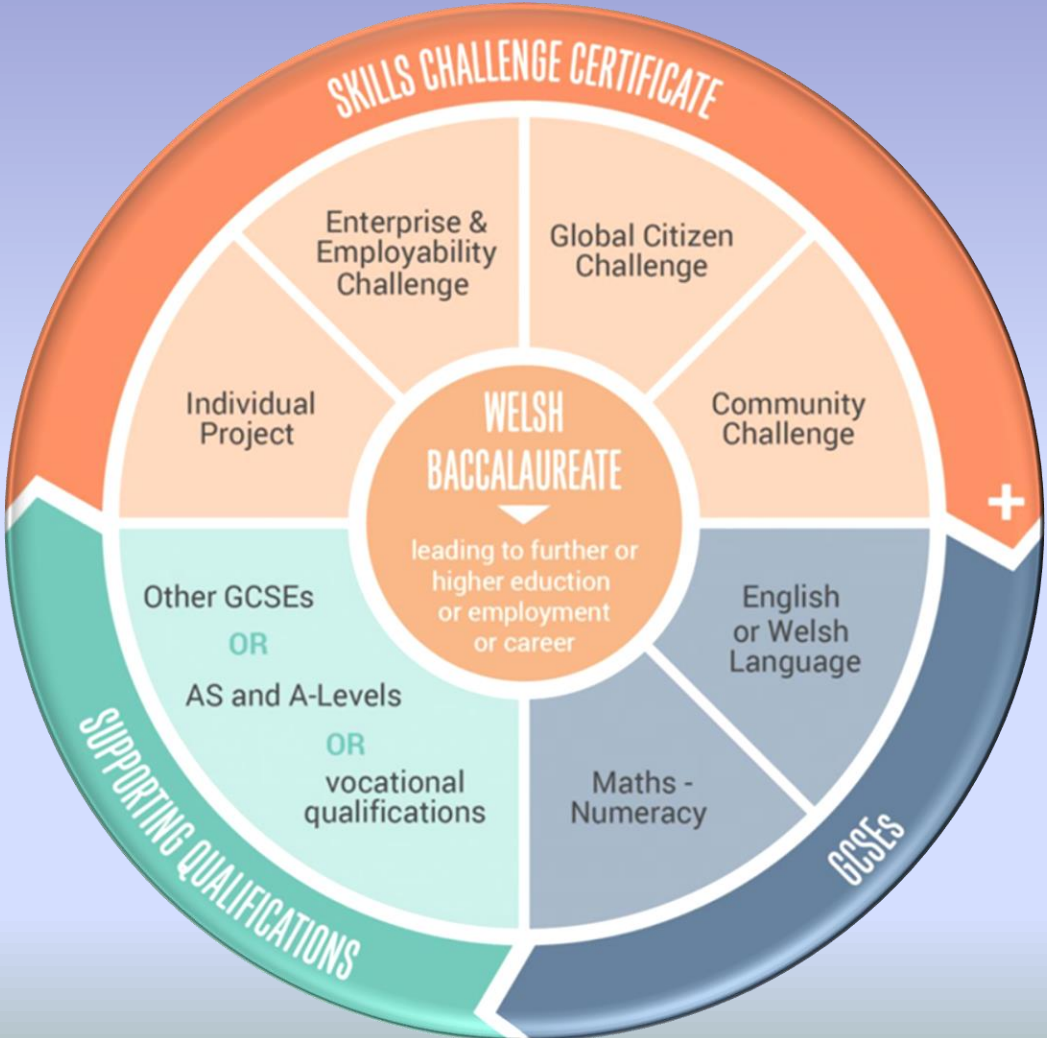 SKILLS CHALLENGE CERTIFICATE
Enterprise &
Employability
Challenge
Global Citizen
Challenge
Individual
Project
Community
Challenge
WELSH
BACCALAUREATE
leading to further or
higher eduction
or employment
or career
+
English
or Welsh
Language
Maths -
Numeracy
GCSEs
Other GCSEs
OR
AS and A-Levels
OR
vocational
qualifications
SUPPORTING QUALIFICATIONS